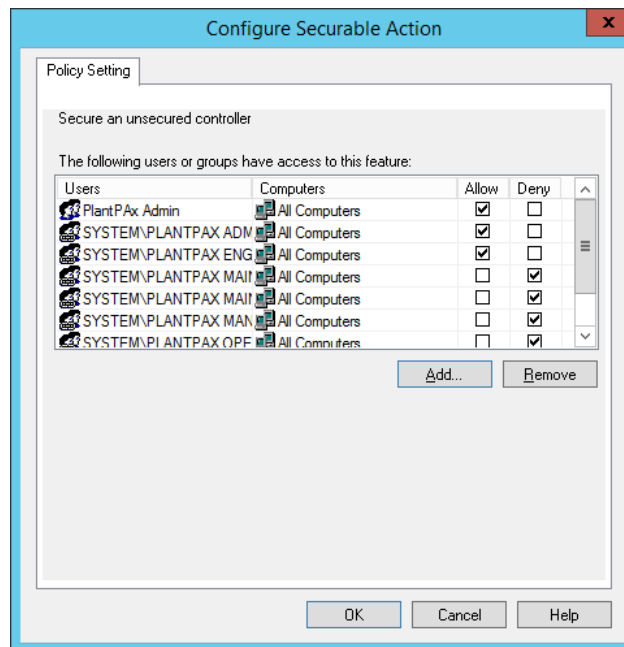 Configure Securable Action
x
Policy Setting
Secure an unsecured controller
The following users or groups have access to this feature:
Users Computers Allow Deny
PlantPAx Admin All Computers
SYSTEM\PLANTPAX ADM All Computers
SYSTEM\PLANTPAX ENG All Computers
SYSTEM\PLANTPAX MAI All Computers
SYSTEM\PLANTPAX MAI All Computers
SYSTEM\PLANTPAX MAN All Computers
SYSTEM\PLANTPAX OPE All Computers
Add... Remove
OK Cancel Help